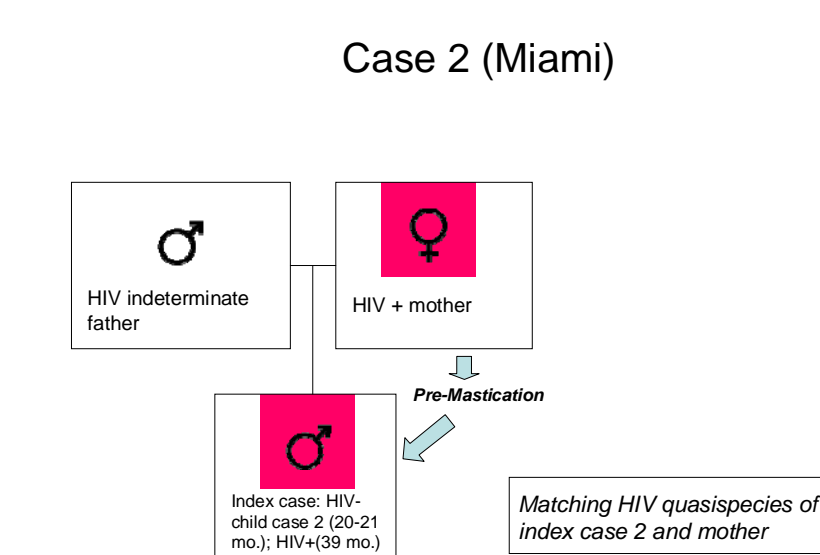 Case 2 (Miami)
HIV indeterminate
father
HIV + mother
Pre-Mastication
Index case: HIV-
child case 2 (20-21
mo.); HIV+(39 mo.)
Matching HIV quasispecies of
index case 2 and mother